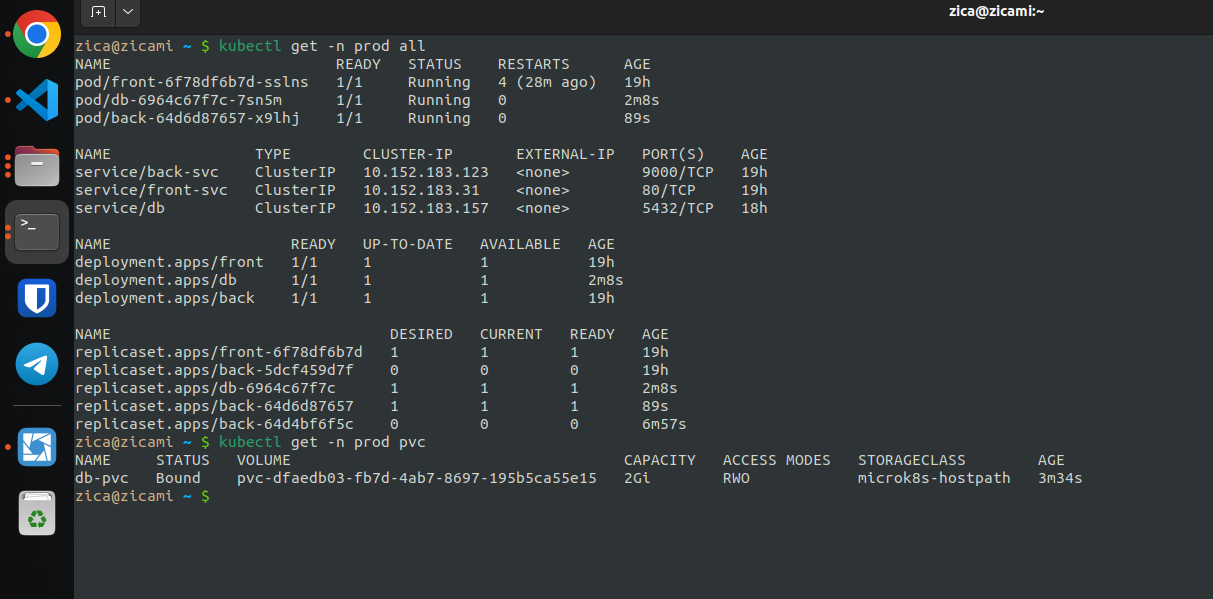 zica@zicami:~
zica@zicami ~ $ kubectl get -n prod all
NAME READY STATUS RESTARTS AGE
pod/front-6f78df6b7d-sslns 1/1 Running 4 (28m ago) 19h
pod/db-6964c67f7c-7sn5m 1/1 Running 0 2m8s
pod/back-64d6d87657-x9lhj 1/1 Running 0 89s
NAME TYPE CLUSTER-IP EXTERNAL-IP PORT(S) AGE
service/back-svc ClusterIP 10.152.183.123 <none> 9000/TCP 19h
service/front-svc ClusterIP 10.152.183.31 <none> 80/TCP 19h
service/db ClusterIP 10.152.183.157 <none> 5432/TCP 18h
NAME READY UP-TO-DATE AVAILABLE AGE
deployment.apps/front 1/1 1 1 19h
deployment.apps/db 1/1 1 1 2m8s
deployment.apps/back 1/1 1 1 19h
NAME DESIRED CURRENT READY AGE
replicaset.apps/front-6f78df6b7d 1 1 1 19h
replicaset.apps/back-5dcf459d7f 0 0 0 19h
replicaset.apps/db-6964c67f7c 1 1 1 2m8s
replicaset.apps/back-64d6d87657 1 1 1 89s
replicaset.apps/back-64d4bf6f5c 0 0 0 6m57s
zica@zicami ~ $ kubectl get -n prod pvc
NAME STATUS VOLUME CAPACITY ACCESS MODES STORAGECLASS AGE
db-pvc Bound pvc-dfaedb03-fb7d-4ab7-8697-195b5ca55e15 2Gi RWO microk8s-hostpath 3m34s
zica@zicami ~ $